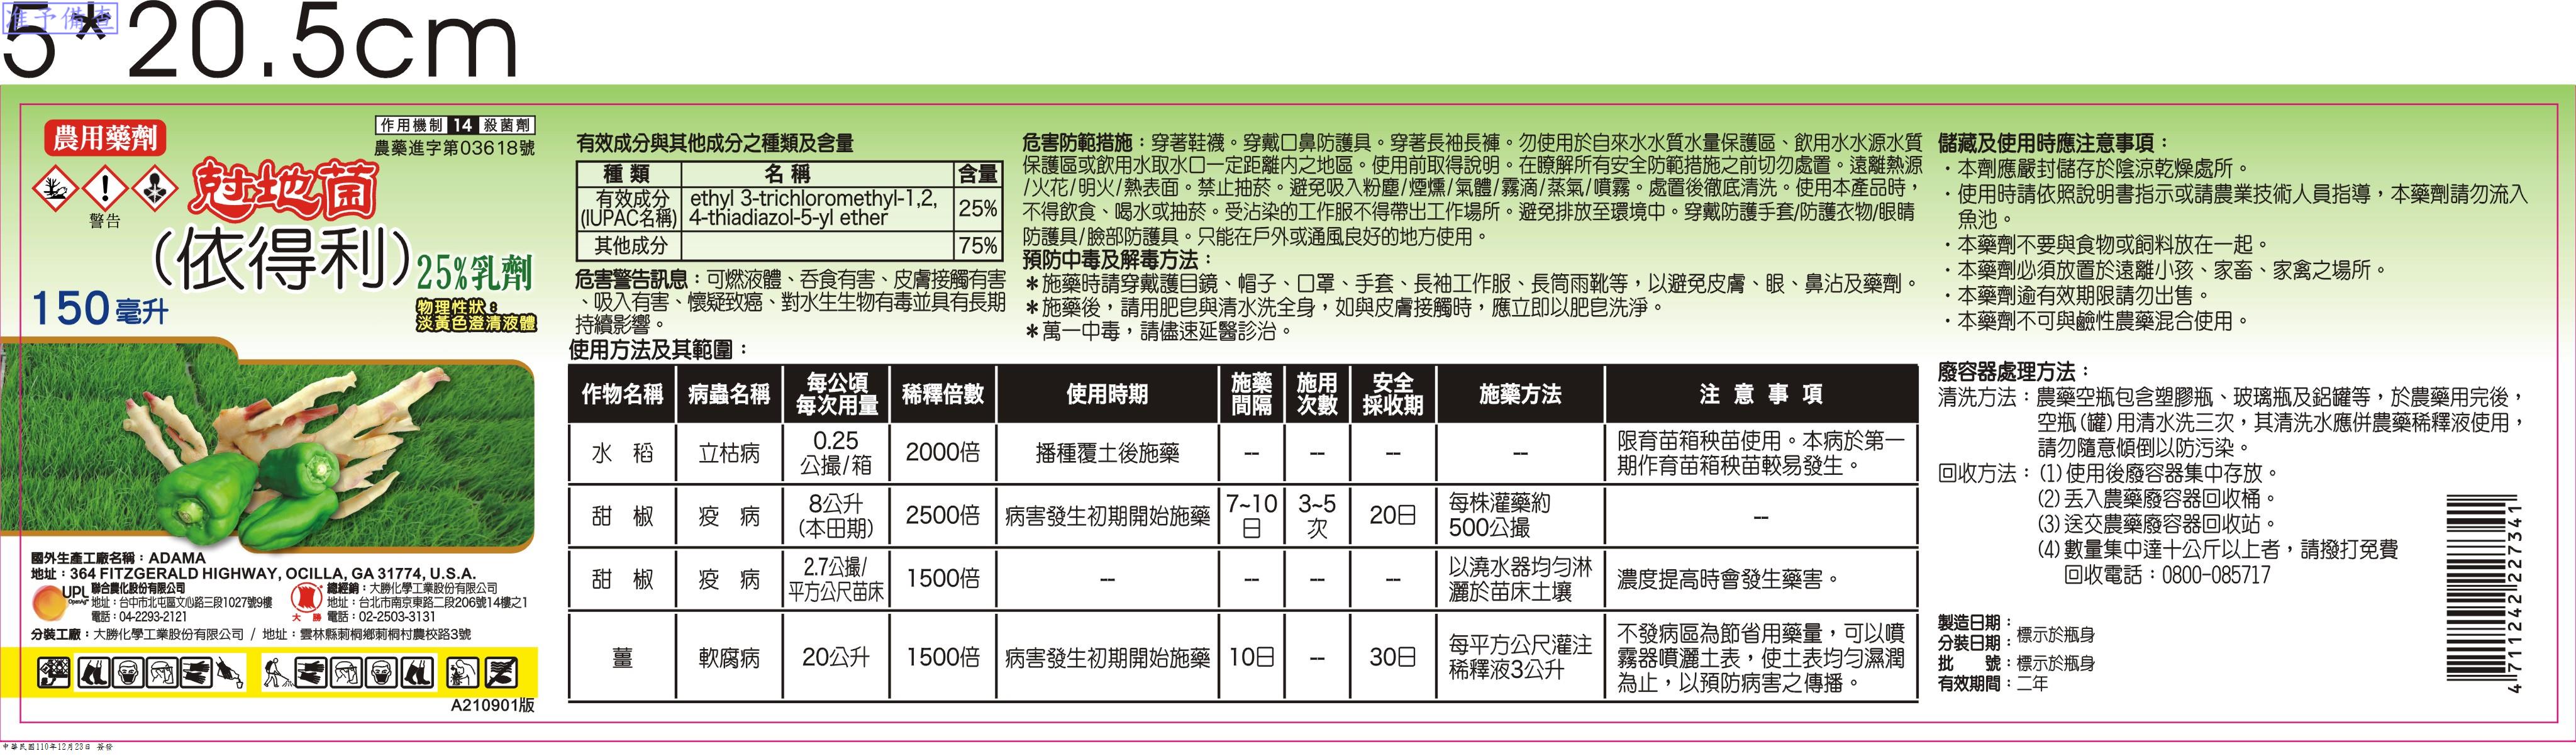 准予備查
5*20.5cm
農用藥劑
作用機制 14 殺菌劑
農藥進字第03618號
警告
尅地菌
(依得利)25%乳劑
150毫升
物理性狀:
淡黃色澄清液體
國外生產工廠名稱：ADAMA
地址：364 FITZGERALD HIGHWAY, OCILLA, GA 31774, U.S.A.
UPL OpenAg
聯合農化股份有限公司
地址：台中市北屯區文心路三段1027號9樓
電話：04-2293-2121
大勝
總經銷：大勝化學工業股份有限公司
地址：台北市南京東路二段206號14樓之1
電話：02-2503-3131
分裝工廠：大勝化學工業股份有限公司 / 地址：雲林縣莿桐鄉莿桐村農校路3號
A210901版
有效成分與其他成分之種類及含量
種類 名稱 含量
有效成分(IUPAC名稱) ethyl 3-trichloromethyl-1,2,4-thiadiazol-5-yl ether 25%
其他成分 75%
危害警告訊息：可燃液體、吞食有害、皮膚接觸有害
、吸入有害、懷疑致癌、對水生生物有毒並具有長期
持續影響。
危害防範措施：穿著鞋襪。穿戴口鼻防護具。穿著長袖長褲。勿使用於自來水水質水量保護區、飲用水水源水質
保護區或飲用水取水口一定距離內之地區。使用前取得說明。在瞭解所有安全防範措施之前切勿處置。遠離熱源
/火花/明火/熱表面。禁止抽菸。避免吸入粉塵/煙燻/氣體/霧滴/蒸氣/噴霧。處置後徹底清洗。使用本產品時，
不得飲食、喝水或抽菸。受沾染的工作服不得帶出工作場所。避免排放至環境中。穿戴防護手套/防護衣物/眼睛
防護具/臉部防護具。只能在戶外或通風良好的地方使用。
預防中毒及解毒方法：
＊施藥時請穿戴護目鏡、帽子、口罩、手套、長袖工作服、長筒雨靴等，以避免皮膚、眼、鼻沾及藥劑。
＊施藥後，請用肥皂與清水洗全身，如與皮膚接觸時，應立即以肥皂洗淨。
＊萬一中毒，請儘速延醫診治。
使用方法及其範圍：
作物名稱 病蟲名稱 每公頃每次用量 稀釋倍數 使用時期 施藥間隔 施用次數 安全採收期 施藥方法 注意事項
水稻 立枯病 0.25公撮/箱 2000倍 播種覆土後施藥 -- -- -- -- 限育苗箱秧苗使用。本病於第一期作育苗箱秧苗較易發生。
甜椒 疫病 8公升(本田期) 2500倍 病害發生初期開始施藥 7~10日 3~5次 20日 每株灌藥約500公撮 --
甜椒 疫病 2.7公撮/平方公尺苗床 1500倍 -- -- -- -- 以澆水器均勻淋灑於苗床土壤 濃度提高時會發生藥害。
薑 軟腐病 20公升 1500倍 病害發生初期開始施藥 10日 -- 30日 每平方公尺灌注稀釋液3公升 不發病區為節省用藥量，可以噴霧器噴灑土表，使土表均勻濕潤為止，以預防病害之傳播。
儲藏及使用時應注意事項：
・本劑應嚴封儲存於陰涼乾燥處所。
・使用時請依照說明書指示或請農業技術人員指導，本藥劑請勿流入
魚池。
・本藥劑不要與食物或飼料放在一起。
・本藥劑必須放置於遠離小孩、家畜、家禽之場所。
・本藥劑逾有效期限請勿出售。
・本藥劑不可與鹼性農藥混合使用。
廢容器處理方法：
清洗方法：農藥空瓶包含塑膠瓶、玻璃瓶及鋁罐等，於農藥用完後，
空瓶(罐)用清水洗三次，其清洗水應併農藥稀釋液使用，
請勿隨意傾倒以防污染。
回收方法：(1)使用後廢容器集中存放。
(2)丟入農藥廢容器回收桶。
(3)送交農藥廢容器回收站。
(4)數量集中達十公斤以上者，請撥打免費
回收電話：0800-085717
製造日期：
分裝日期：標示於瓶身
批　　號：標示於瓶身
有效期間：二年
4711242227341
中華民國110年12月23日 簽發